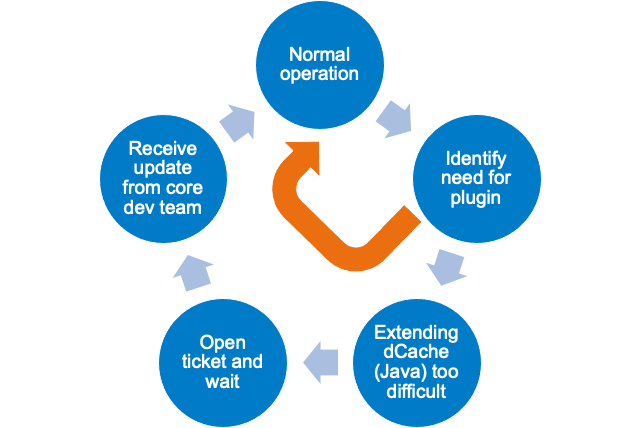 Normal
operation
Identify
need for
plugin
Extending
dCache
(Java) too
difficult
Open
ticket and
wait
Receive
update
from core
dev team